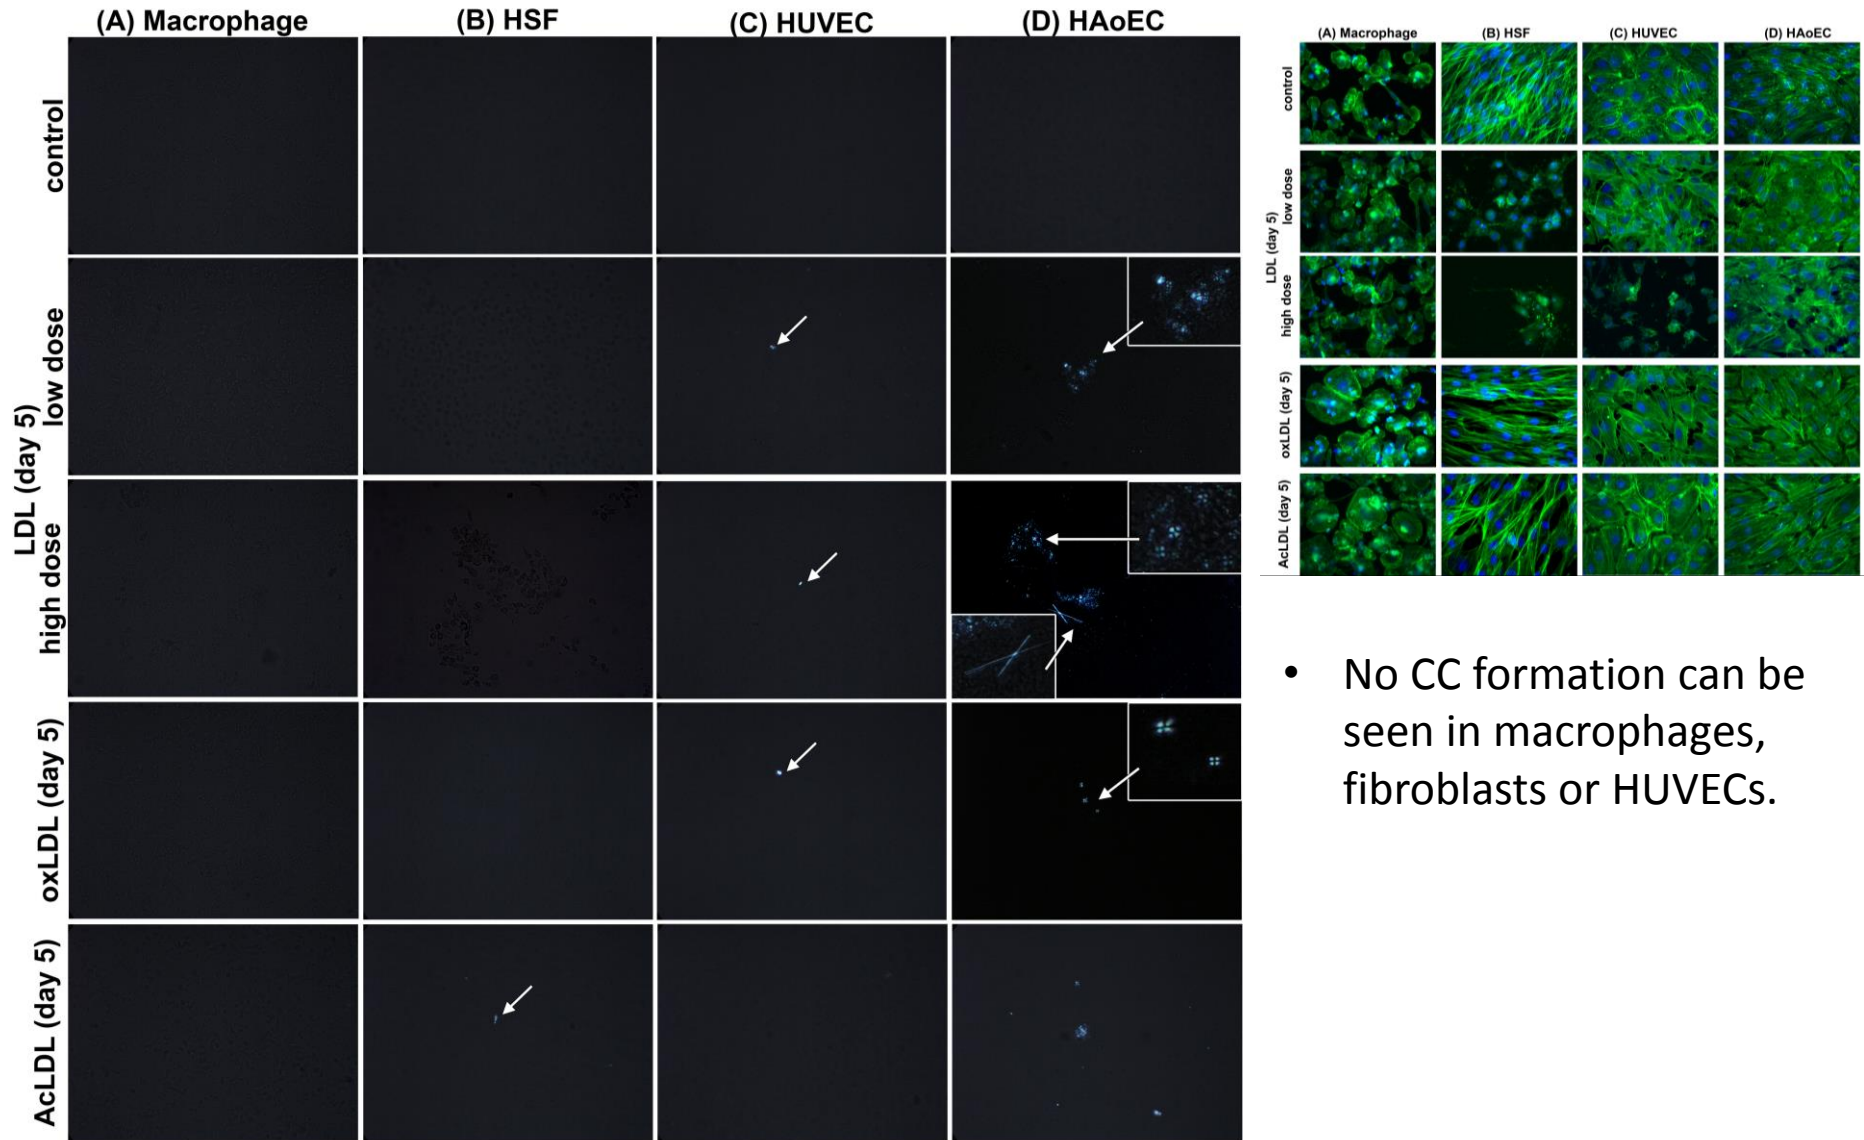 (A) Macrophage
(B) HSF
(C) HUVEC
(D) HAoEC
control
LDL (day 5)
low dose
high dose
oxLDL (day 5)
AcLDL (day 5)
(A) Macrophage
(B) HSF
(C) HUVEC
(D) HAoEC
control
LDL (day 5)
low dose
high dose
oxLDL (day 5)
AcLDL (day 5)
• No CC formation can be
seen in macrophages,
fibroblasts or HUVECs.